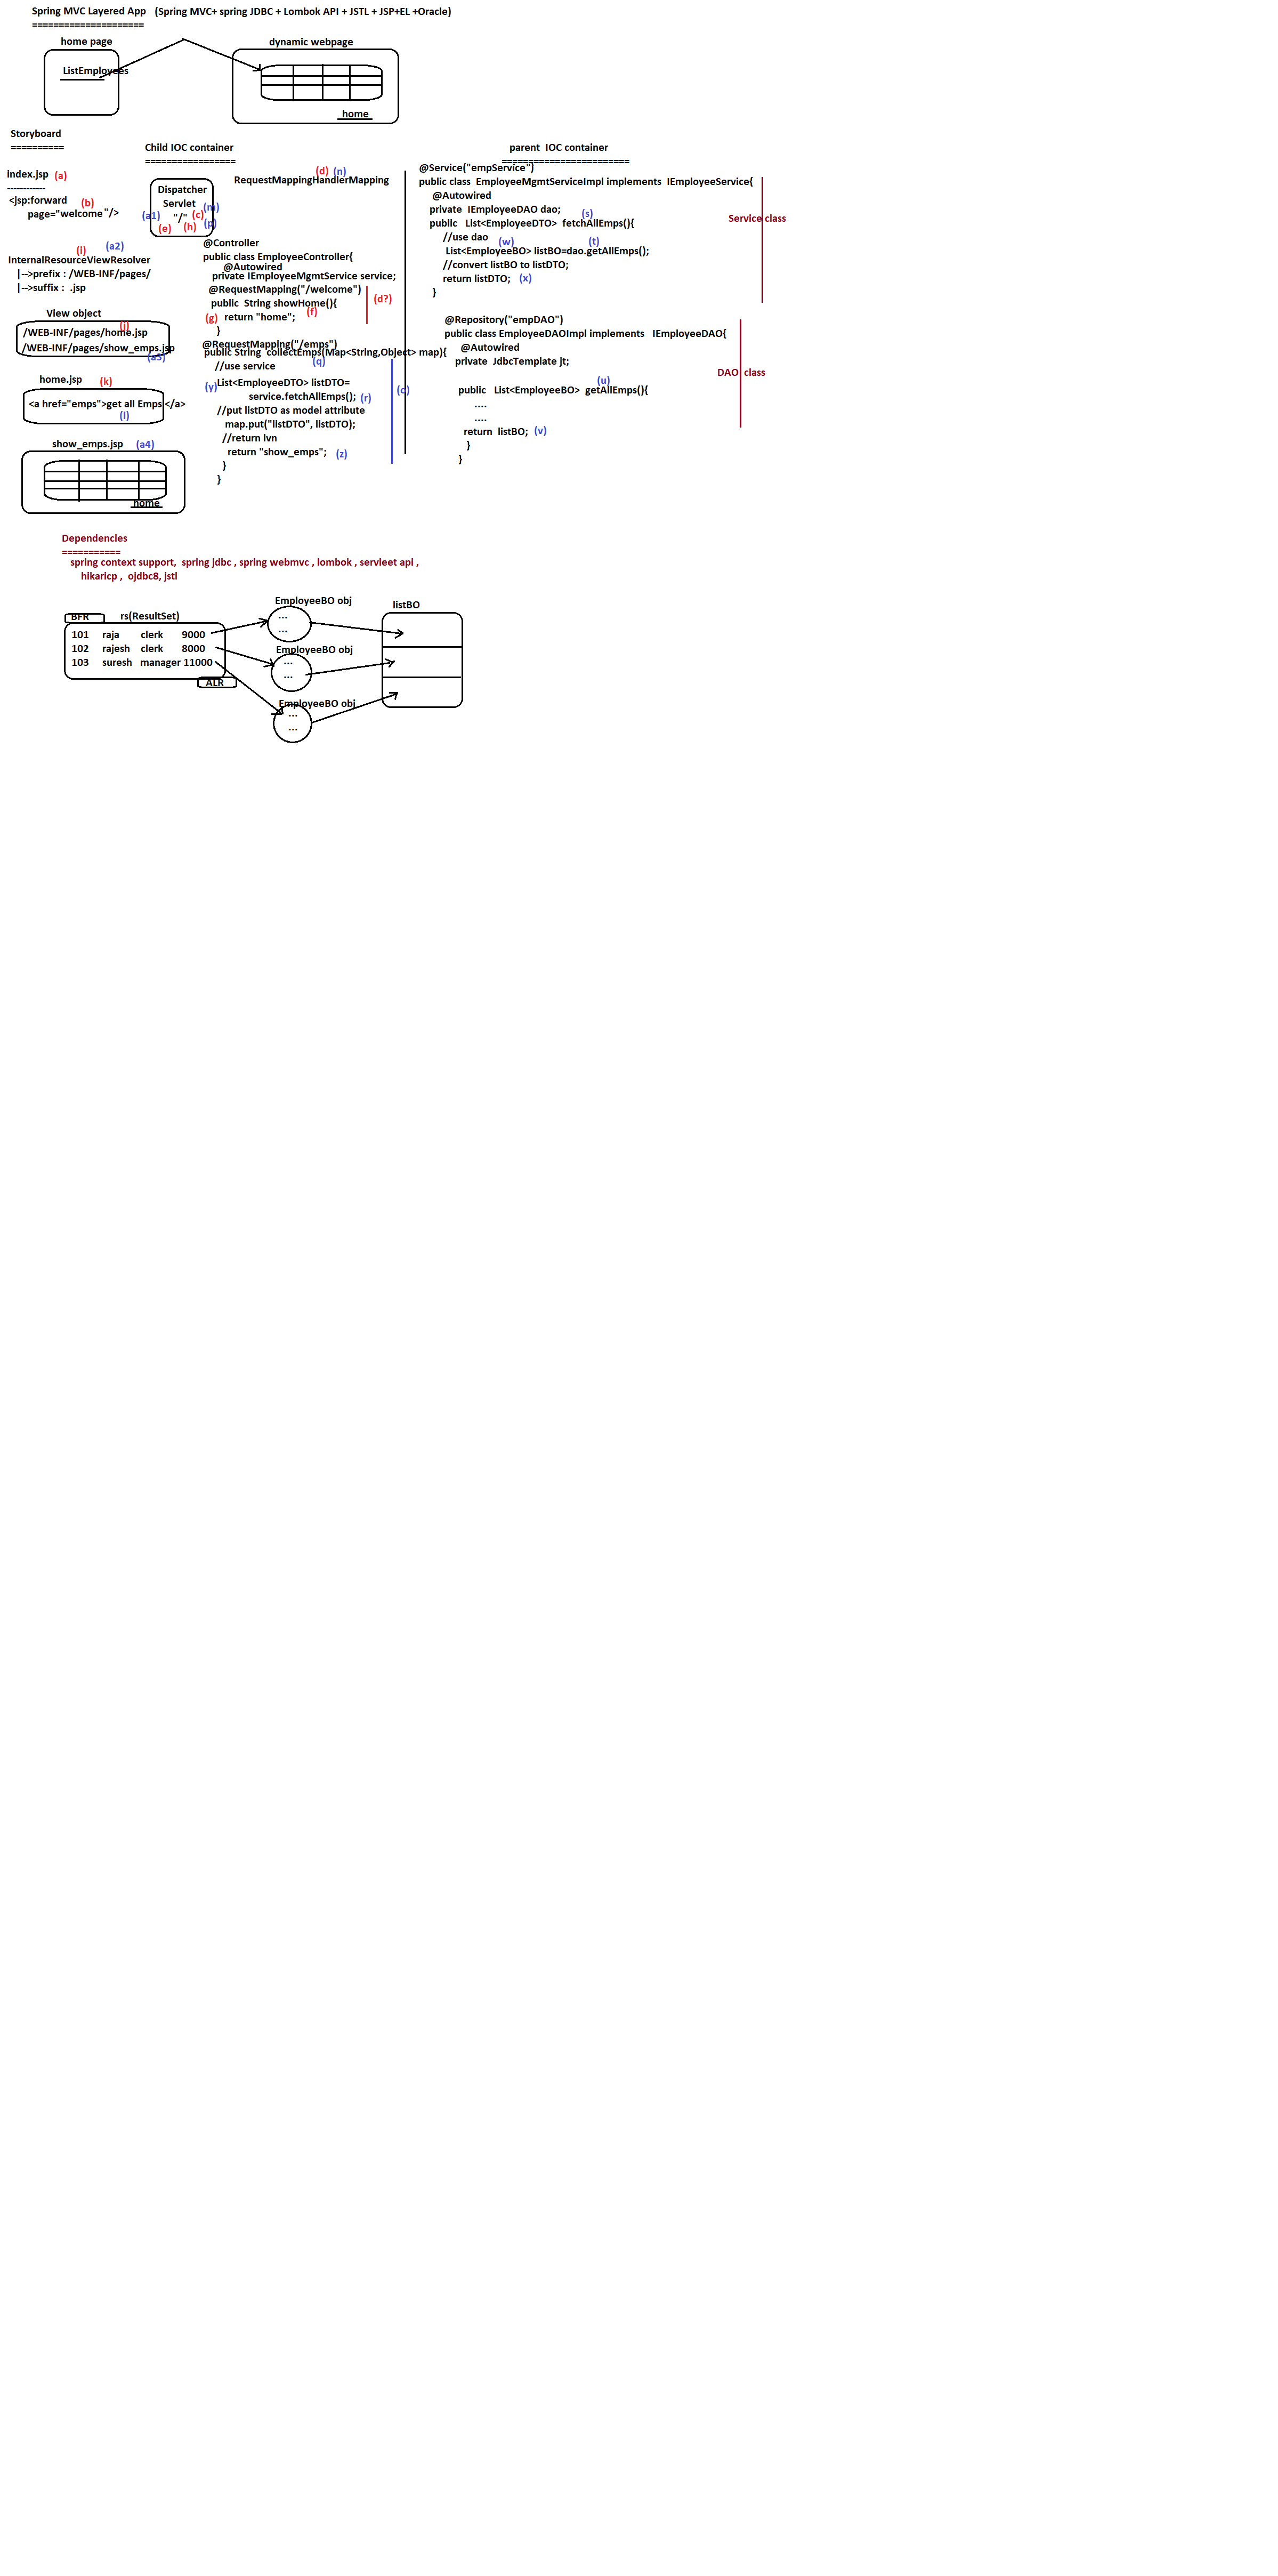 Spring MVC Layered App (Spring MVC+ spring JDBC + Lombok API + JSTL + JSP+EL +Oracle)
=====================
home page
ListEmployees
dynamic webpage
home
Storyboard
==========
index.jsp (a)
------------
<jsp:forward (b)
page="welcome"/>
(i) (a2)
InternalResourceViewResolver
|-->prefix : /WEB-INF/pages/
|-->suffix : .jsp
View object
(j)
/WEB-INF/pages/home.jsp
/WEB-INF/pages/show_emps.jsp
(a3)
home.jsp (k)
<a href="emps">get all Emps </a>
(l)
show_emps.jsp (a4)
home
Child IOC container
=================
(d) (n)
RequestMappingHandlerMapping
Dispatcher
Servlet (m)
(a1) "/" (c)
(e) (h) (p)
@Controller
public class EmployeeController{
@Autowired
private IEmployeeMgmtService service;
@RequestMapping("/welcome")
public String showHome(){ (d?)
(g) return "home"; (f)
}
@RequestMapping("/emps")
public String collectEmps(Map<String,Object> map){
//use service (q)
(y) List<EmployeeDTO> listDTO=
service.fetchAllEmps(); (r) (o)
//put listDTO as model attribute
map.put("listDTO", listDTO);
//return lvn
return "show_emps"; (z)
}
}
parent IOC container
========================
@Service("empService")
public class EmployeeMgmtServiceImpl implements IEmployeeService{
@Autowired
private IEmployeeDAO dao; (s)
Service class
public List<EmployeeDTO> fetchAllEmps(){
//use dao (w) (t)
List<EmployeeBO> listBO=dao.getAllEmps();
//convert listBO to listDTO;
return listDTO; (x)
}
@Repository("empDAO")
public class EmployeeDAOImpl implements IEmployeeDAO{
@Autowired
private JdbcTemplate jt;
DAO class
(u)
public List<EmployeeBO> getAllEmps(){
....
....
return listBO; (v)
}
}
Dependencies
===========
spring context support, spring jdbc , spring webmvc , lombok , servleet api ,
hikaricp , ojdbc8, jstl
BFR rs(ResultSet)
101 raja clerk 9000
102 rajesh clerk 8000
103 suresh manager 11000
ALR
EmployeeBO obj
...
...
EmployeeBO obj
...
...
EmployeeBO obj
...
...
listBO